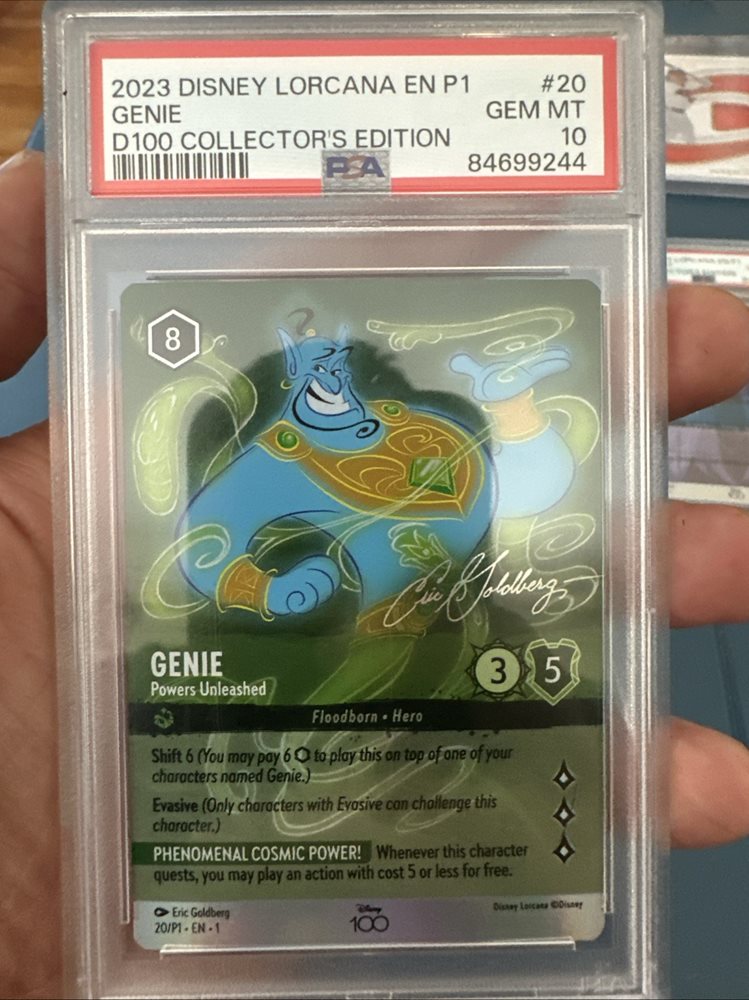 2023 DISNEY LORCANA EN P1 #20
GENIE GEM MT
D100 COLLECTOR'S EDITION 10
PSA 84699244
8
Eric Goldberg
GENIE 3 5
Powers Unleashed
Floodborn • Hero
Shift 6 (You may pay 6 ⬡ to play this on top of one of your
characters named Genie.)
Evasive (Only characters with Evasive can challenge this
character.)
PHENOMENAL COSMIC POWER! Whenever this character
quests, you may play an action with cost 5 or less for free.
Eric Goldberg Disney Lorcana ©Disney
20/P1 • EN • 1 Disney
100